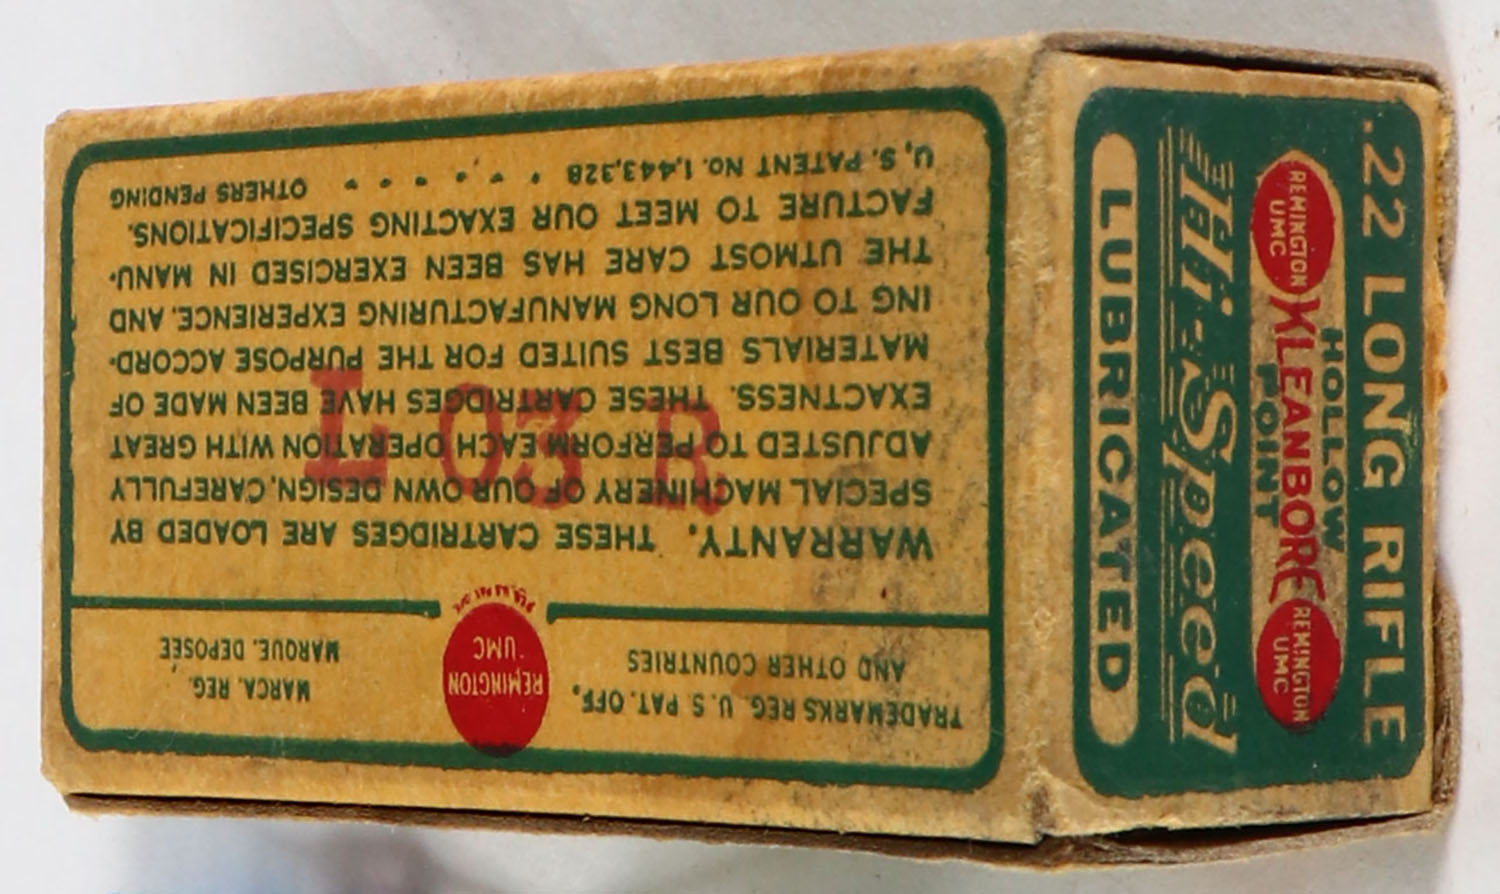 TRADEMARKS REG. U. S. PAT. OFF.
AND OTHER COUNTRIES
REMINGTON
UMC
REG. U.S. PAT. OFF.
MARCA. REG.
MARQUE. DEPOSEE
WARRANTY. THESE CARTRIDGES ARE LOADED BY
SPECIAL MACHINERY OF OUR OWN DESIGN, CAREFULLY
ADJUSTED TO PERFORM EACH OPERATION WITH GREAT
EXACTNESS. THESE CARTRIDGES HAVE BEEN MADE OF
MATERIALS BEST SUITED FOR THE PURPOSE ACCORD-
ING TO OUR LONG MANUFACTURING EXPERIENCE, AND
THE UTMOST CARE HAS BEEN EXERCISED IN MANU-
FACTURE TO MEET OUR EXACTING SPECIFICATIONS.
U. S. PATENT No. 1,443,328 . . . . . . OTHERS PENDING
L 03 R
.22 LONG RIFLE
HOLLOW
POINT
REMINGTON
UMC
KLEANBORE
REMINGTON
UMC
Hi-Speed
LUBRICATED